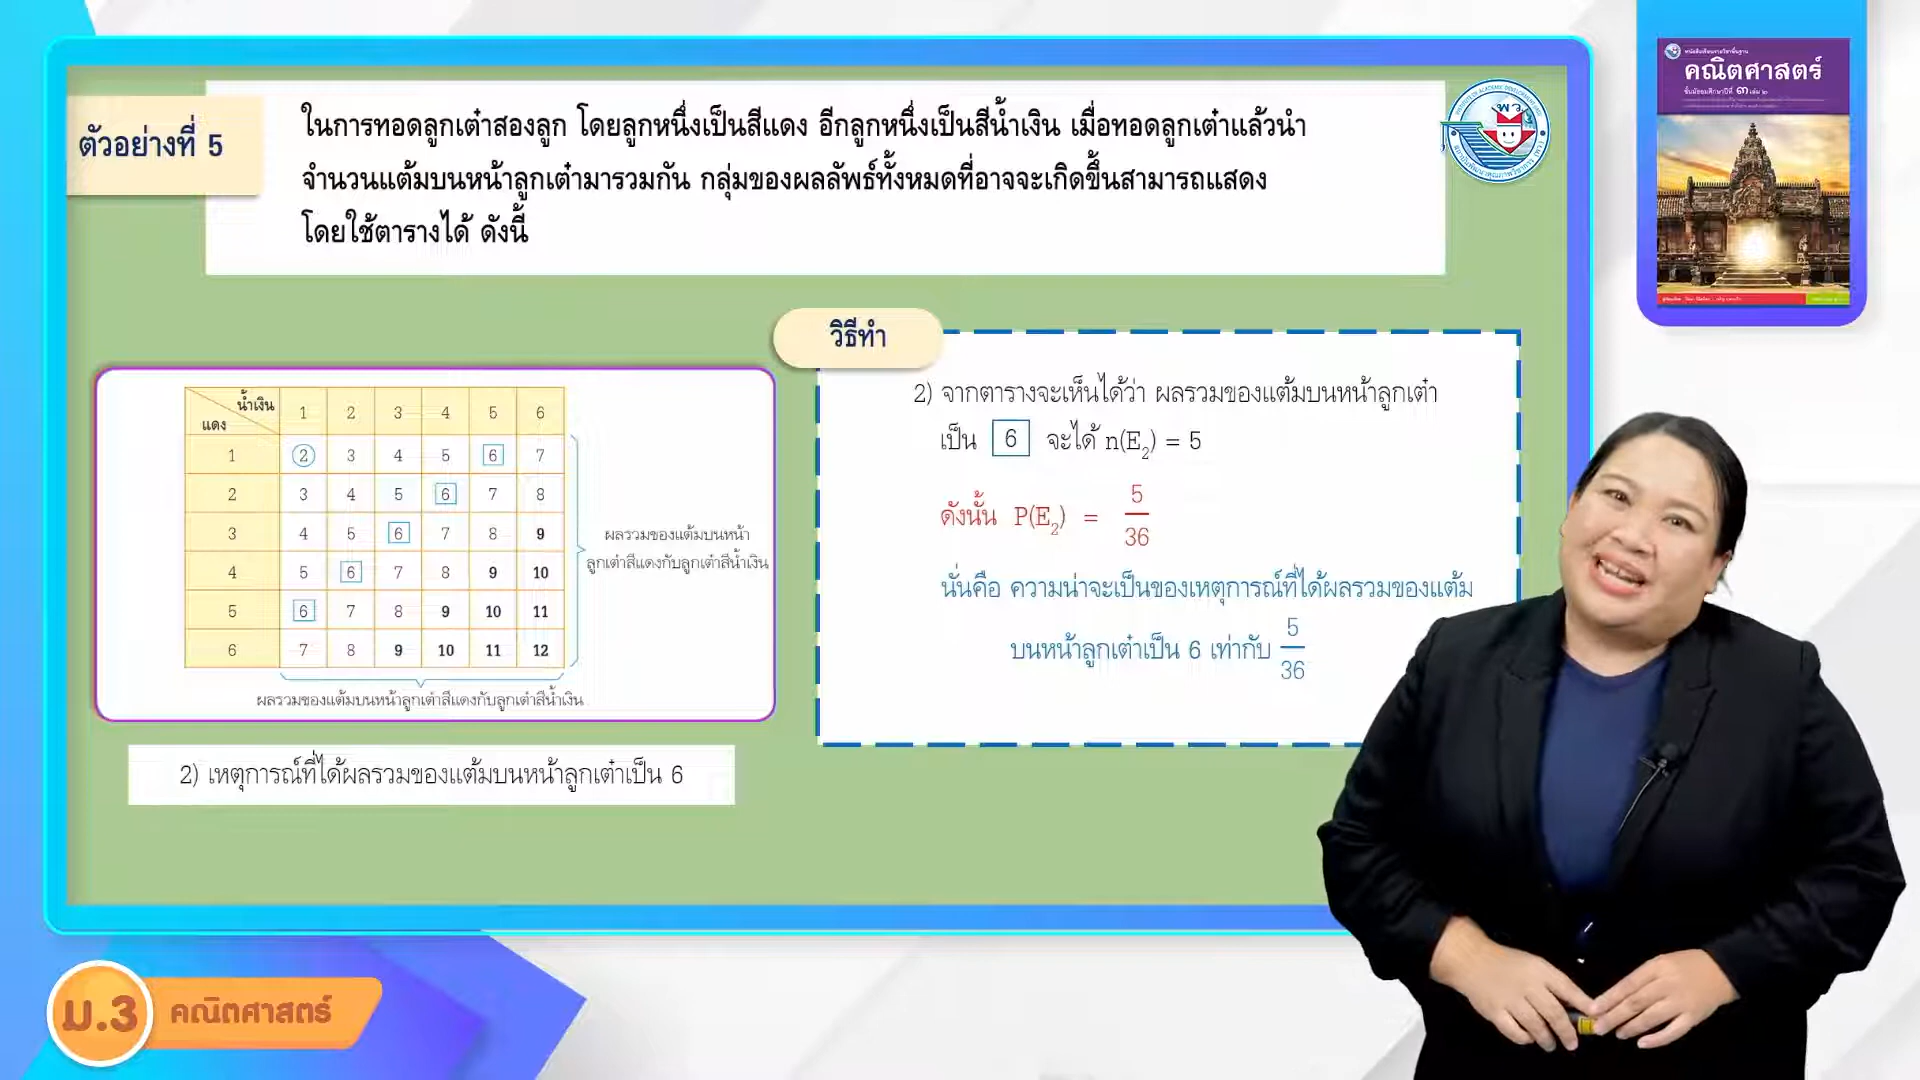 ตัวอย่างที่ 5
ในการทอดลูกเต๋าสองลูก โดยลูกหนึ่งเป็นสีแดง อีกลูกหนึ่งเป็นสีน้ำเงิน เมื่อทอดลูกเต๋าแล้วนำ
จำนวนแต้มบนหน้าลูกเต๋ามารวมกัน กลุ่มของผลลัพธ์ทั้งหมดที่อาจจะเกิดขึ้นสามารถแสดง
โดยใช้ตารางได้ ดังนี้
คณิตศาสตร์
พว.
น้ำเงิน 1 2 3 4 5 6
แดง
1 2 3 4 5 6 7
2 3 4 5 6 7 8
3 4 5 6 7 8 9
4 5 6 7 8 9 10
5 6 7 8 9 10 11
6 7 8 9 10 11 12
ผลรวมของแต้มบนหน้า
ลูกเต๋าสีแดงกับลูกเต๋าสีน้ำเงิน
ผลรวมของแต้มบนหน้าลูกเต๋าสีแดงกับลูกเต๋าสีน้ำเงิน
2) เหตุการณ์ที่ได้ผลรวมของแต้มบนหน้าลูกเต๋าเป็น 6
วิธีทำ
2) จากตารางจะเห็นได้ว่า ผลรวมของแต้มบนหน้าลูกเต๋า
เป็น 6 จะได้ n(E₂) = 5
ดังนั้น P(E₂) = 5/36
นั่นคือ ความน่าจะเป็นของเหตุการณ์ที่ได้ผลรวมของแต้ม
บนหน้าลูกเต๋าเป็น 6 เท่ากับ 5/36
ม.3 คณิตศาสตร์